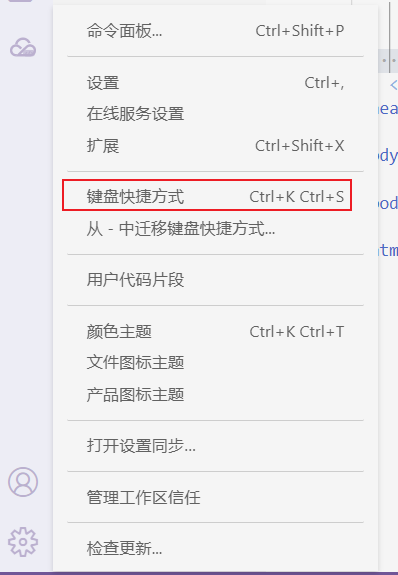 命令面板... Ctrl+Shift+P
设置 Ctrl+,
在线服务设置
扩展 Ctrl+Shift+X
键盘快捷方式 Ctrl+K Ctrl+S
从 - 中迁移键盘快捷方式...
用户代码片段
颜色主题 Ctrl+K Ctrl+T
文件图标主题
产品图标主题
打开设置同步...
管理工作区信任
检查更新...